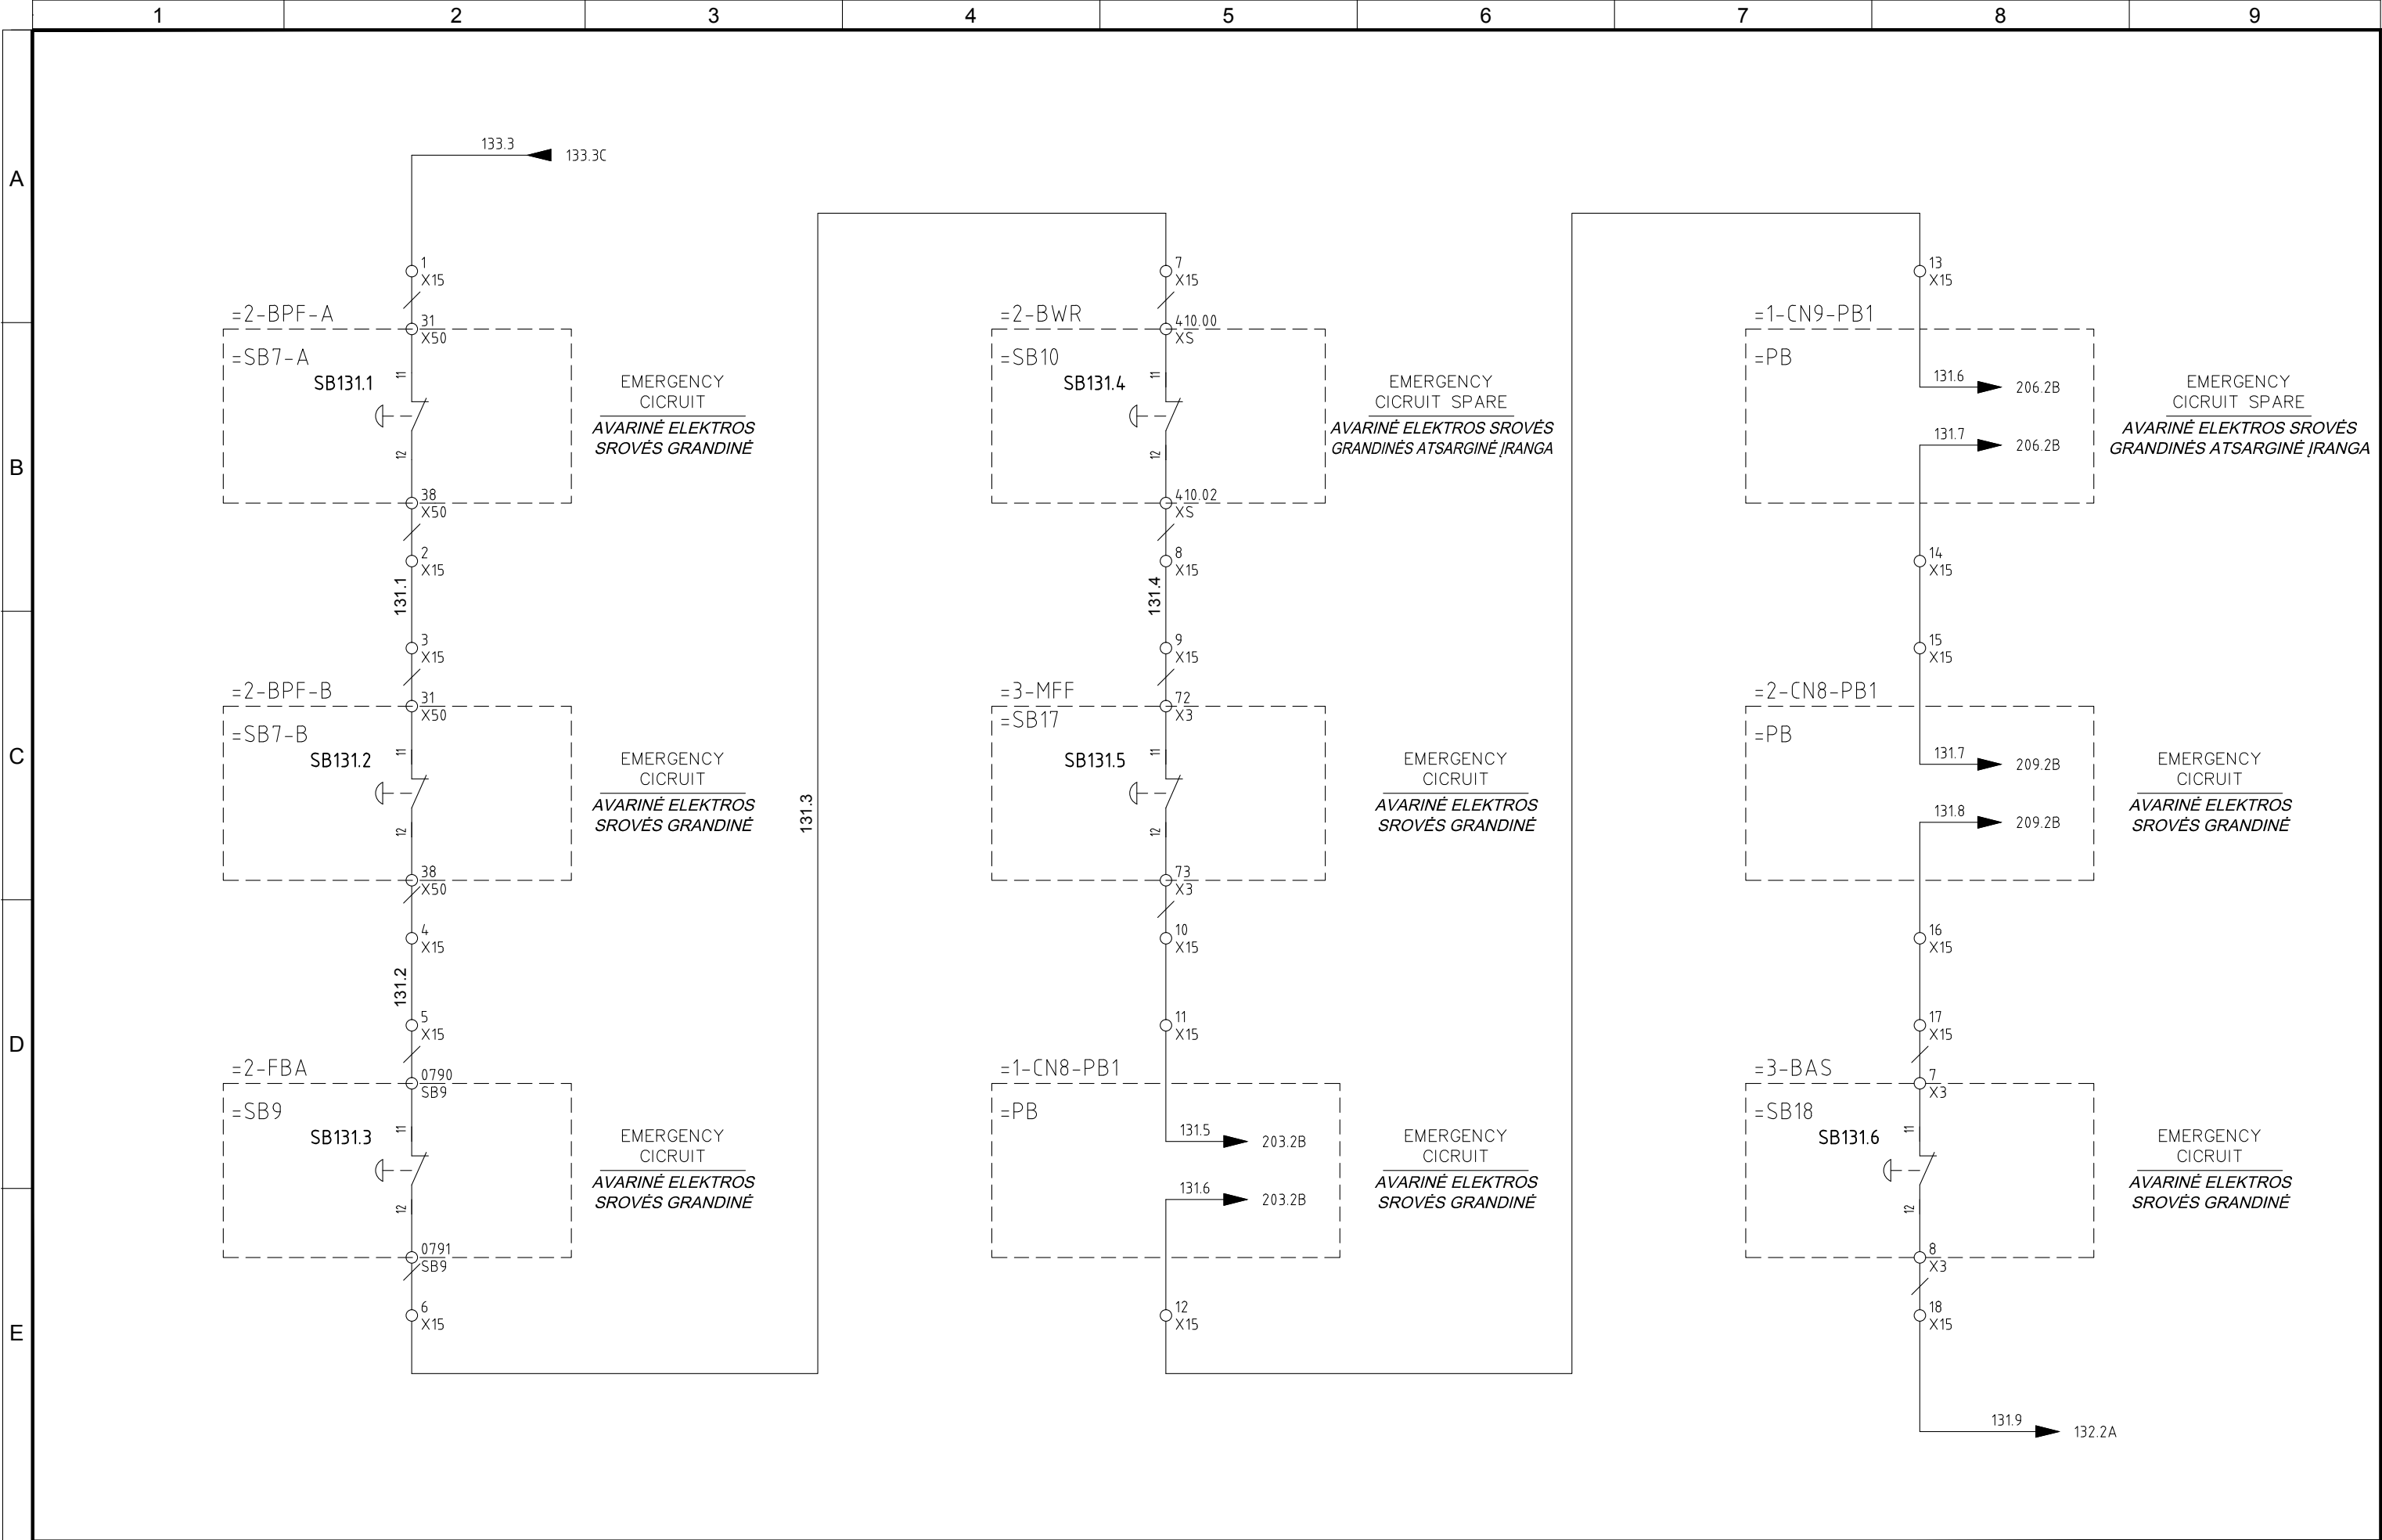 1 2 3 4 5 6 7 8 9
A
B
C
D
E
133.3 133.3C
1
X15
=2-BPF-A
31
X50
=SB7-A
SB131.1
11
12
EMERGENCY
CICRUIT
AVARINĖ ELEKTROS
SROVĖS GRANDINĖ
38
X50
2
X15
131.1
3
X15
=2-BPF-B
31
X50
=SB7-B
SB131.2
11
12
EMERGENCY
CICRUIT
AVARINĖ ELEKTROS
SROVĖS GRANDINĖ
38
X50
4
X15
131.2
5
X15
=2-FBA
0790
SB9
=SB9
SB131.3
11
12
EMERGENCY
CICRUIT
AVARINĖ ELEKTROS
SROVĖS GRANDINĖ
0791
SB9
6
X15
131.3
7
X15
=2-BWR
410.00
XS
=SB10
SB131.4
11
12
EMERGENCY
CICRUIT SPARE
AVARINĖ ELEKTROS SROVĖS
GRANDINĖS ATSARGINĖ ĮRANGA
410.02
XS
8
X15
131.4
9
X15
=3-MFF
72
X3
=SB17
SB131.5
11
12
EMERGENCY
CICRUIT
AVARINĖ ELEKTROS
SROVĖS GRANDINĖ
73
X3
10
X15
11
X15
=1-CN8-PB1
=PB
131.5 203.2B
131.6 203.2B
EMERGENCY
CICRUIT
AVARINĖ ELEKTROS
SROVĖS GRANDINĖ
12
X15
13
X15
=1-CN9-PB1
=PB
131.6 206.2B
131.7 206.2B
EMERGENCY
CICRUIT SPARE
AVARINĖ ELEKTROS SROVĖS
GRANDINĖS ATSARGINĖ ĮRANGA
14
X15
15
X15
=2-CN8-PB1
=PB
131.7 209.2B
131.8 209.2B
EMERGENCY
CICRUIT
AVARINĖ ELEKTROS
SROVĖS GRANDINĖ
16
X15
17
X15
=3-BAS
7
X3
=SB18
SB131.6
11
12
EMERGENCY
CICRUIT
AVARINĖ ELEKTROS
SROVĖS GRANDINĖ
8
X3
18
X15
131.9 132.2A